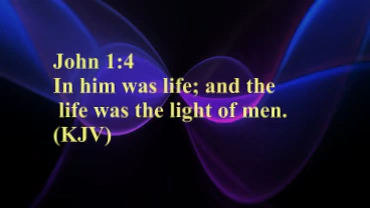 John 1:4
In him was life; and the
life was the light of men.
(KJV)